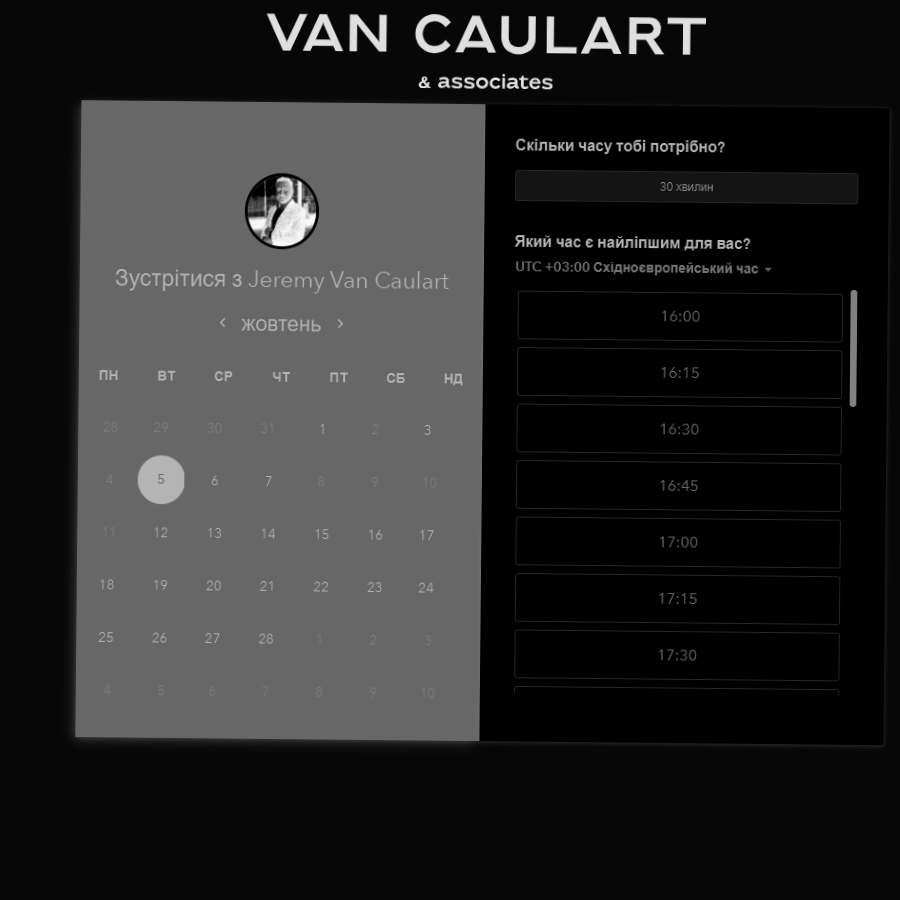 VAN CAULART
& associates
Зустрітися з Jeremy Van Caulart
жовтень
ПН ВТ СР ЧТ ПТ СБ НД
28 29 30 31 1 2 3
4 5 6 7 8 9 10
11 12 13 14 15 16 17
18 19 20 21 22 23 24
25 26 27 28 1 2 3
4 5 6 7 8 9 10
Скільки часу тобі потрібно?
30 хвилин
Який час є найліпшим для вас?
UTC +03:00 Східноєвропейський час
16:00
16:15
16:30
16:45
17:00
17:15
17:30